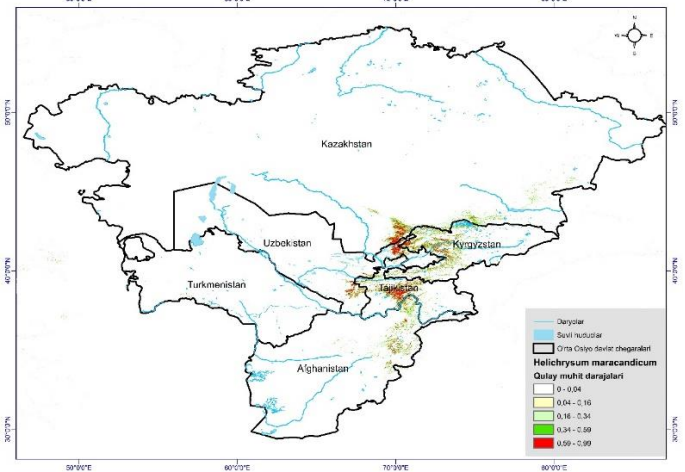 N
E
S
50°0'0"N
40°0'0"N
30°0'0"N
Kazakhstan
Uzbekistan
Kyrgyzstan
Turkmenistan
Tajikistan
Afghanistan
Daryolar
Suvli hududlar
O'rta Osiyo davlat chegaralari
Helichrysum maracandicum
Qulay muhit darajalari
0 - 0,04
0,04 - 0,16
0,16 - 0,34
0,34 - 0,59
0,59 - 0,99
50°0'0"E
60°0'0"E
70°0'0"E
80°0'0"E